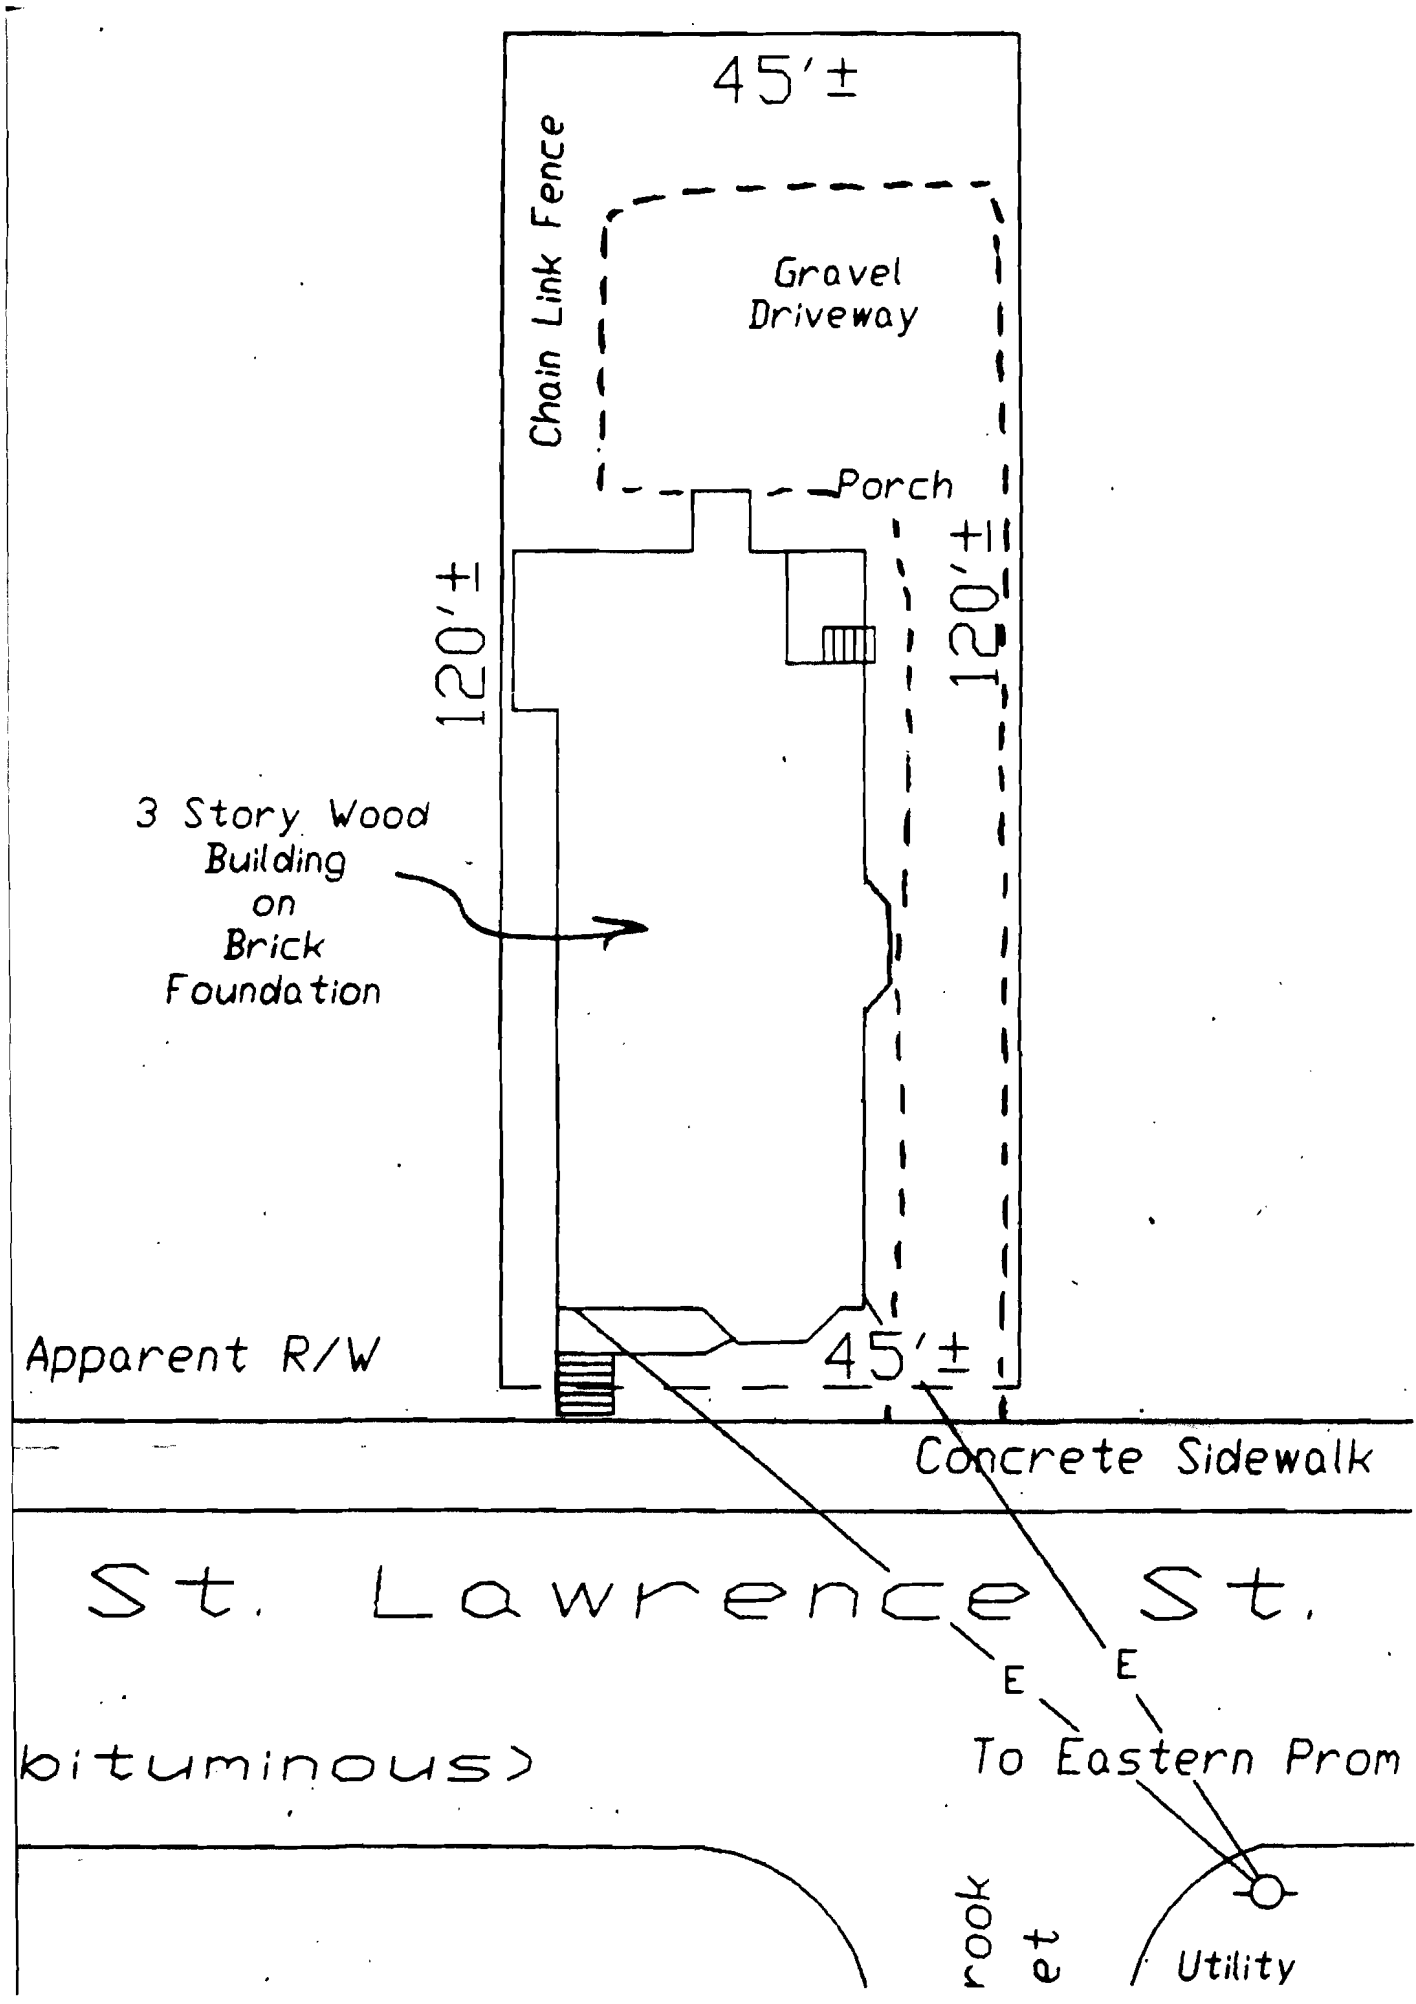 45'±
Chain Link Fence
Gravel
Driveway
Porch
120'±
120'±
3 Story Wood
Building
on
Brick
Foundation
Apparent R/W
45'±
Concrete Sidewalk
St. Lawrence St.
E
E
bituminous)
To Eastern Prom
rook
et
Utility